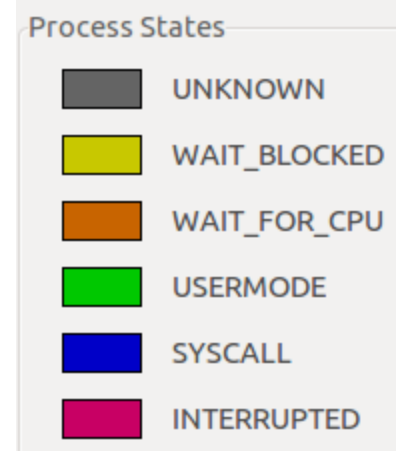 Process States
UNKNOWN
WAIT_BLOCKED
WAIT_FOR_CPU
USERMODE
SYSCALL
INTERRUPTED